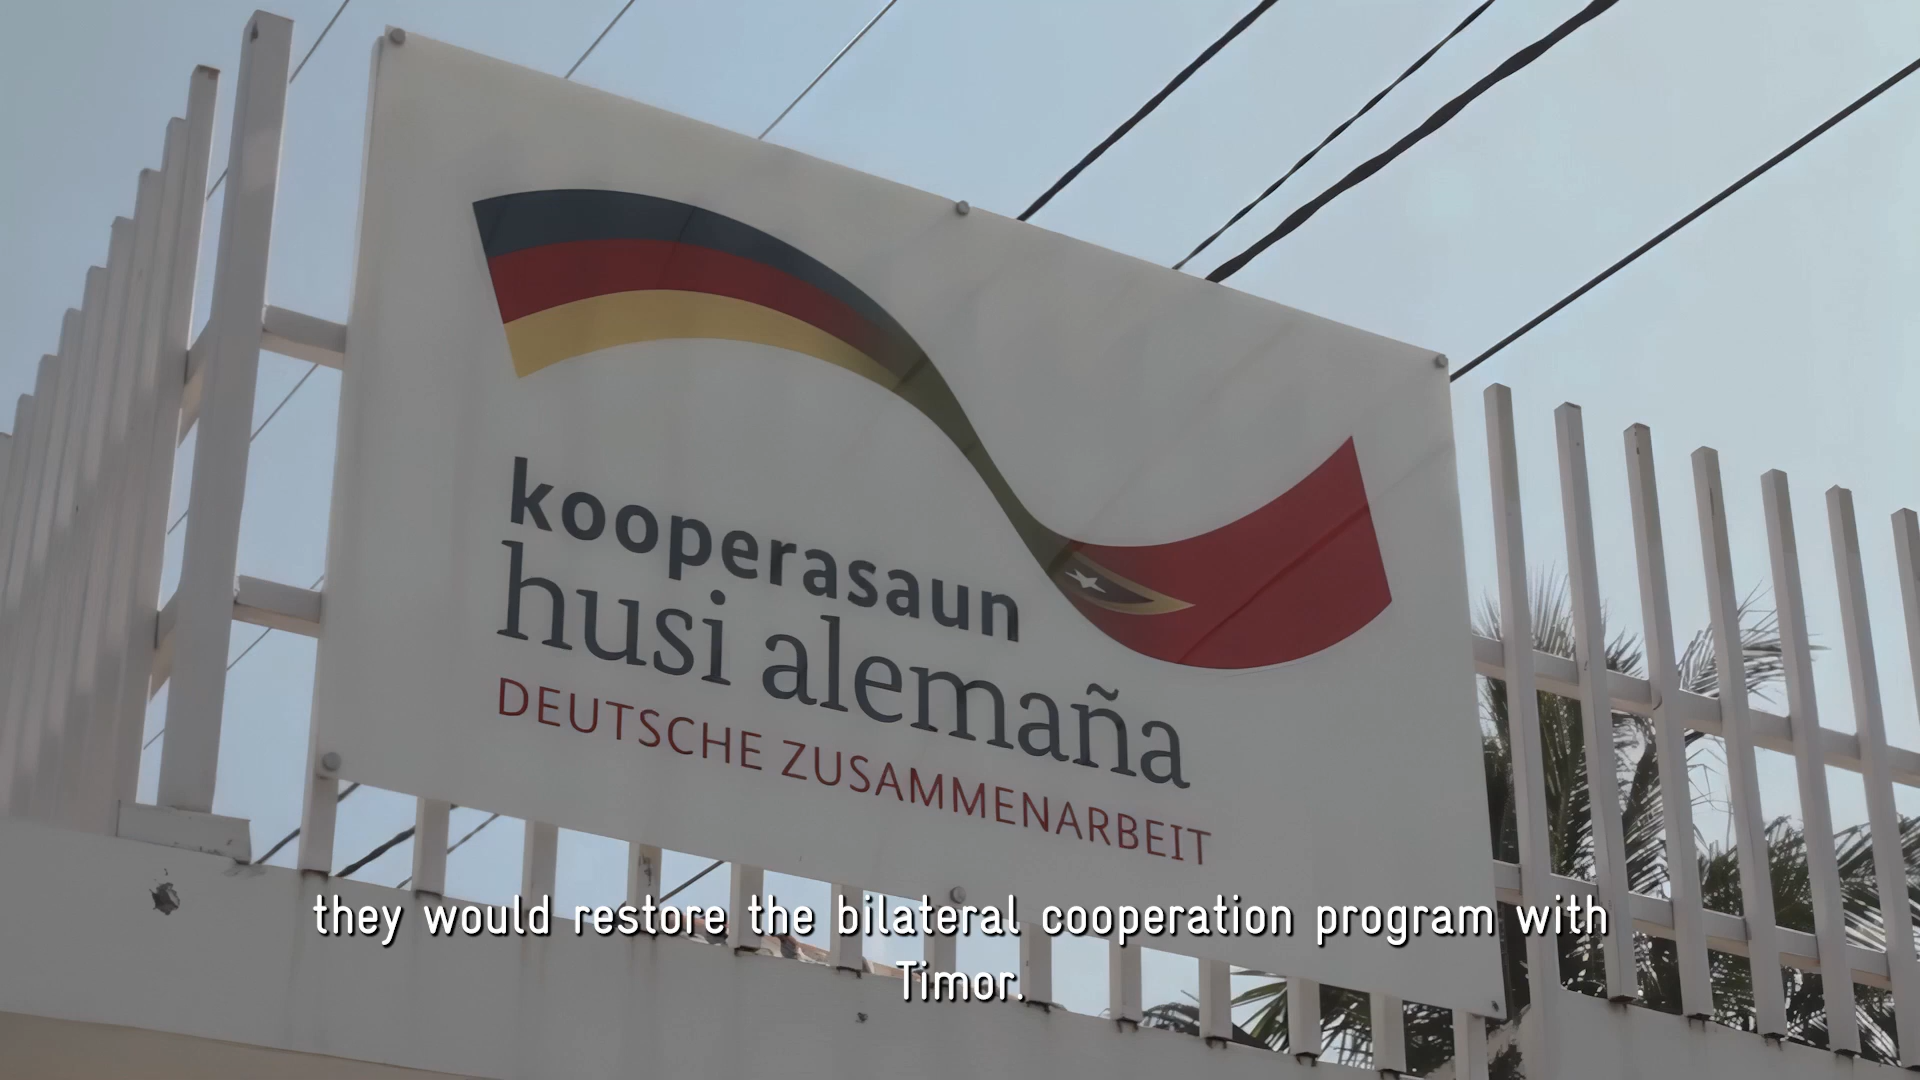 kooperasaun
husi alemaña
DEUTSCHE ZUSAMMENARBEIT
they would restore the bilateral cooperation program with
Timor.